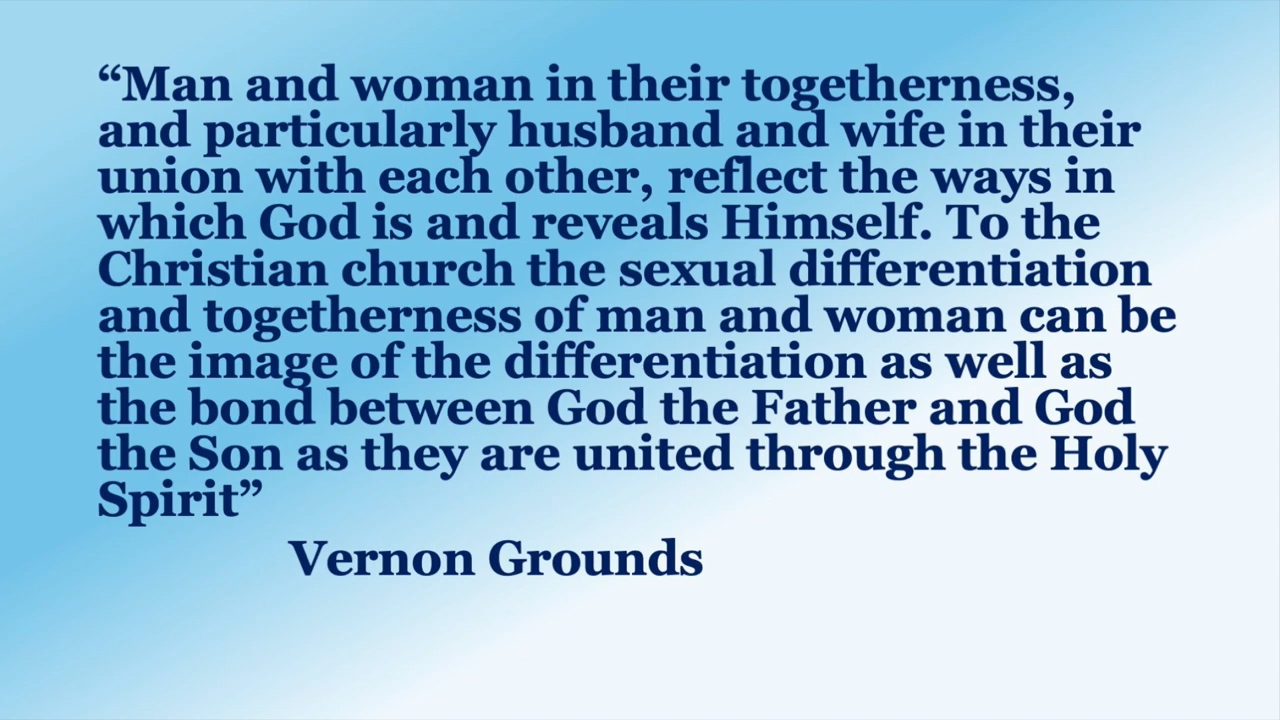 “Man and woman in their togetherness,
and particularly husband and wife in their
union with each other, reflect the ways in
which God is and reveals Himself. To the
Christian church the sexual differentiation
and togetherness of man and woman can be
the image of the differentiation as well as
the bond between God the Father and God
the Son as they are united through the Holy
Spirit”
Vernon Grounds